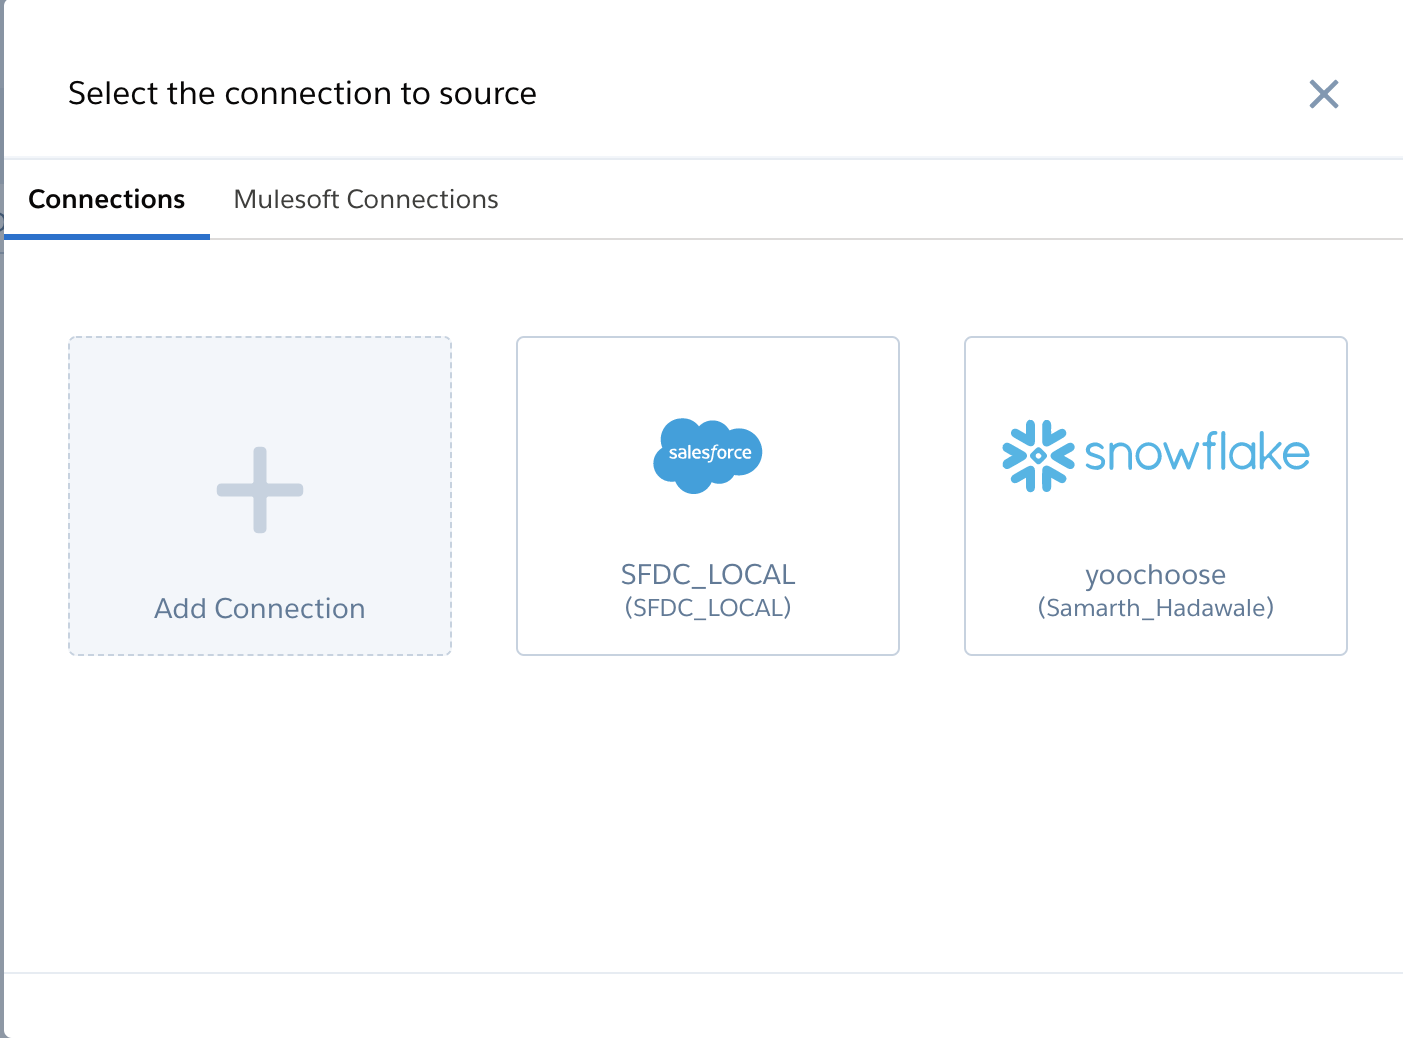 Select the connection to source
Connections
Mulesoft Connections
Add Connection
salesforce
SFDC_LOCAL
(SFDC_LOCAL)
snowflake
yoochoose
(Samarth_Hadawale)